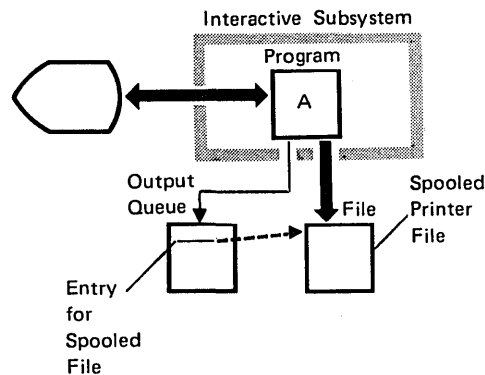 Interactive Subsystem
Program
A
Output
Queue
File
Spooled
Printer
File
Entry
for
Spooled
File